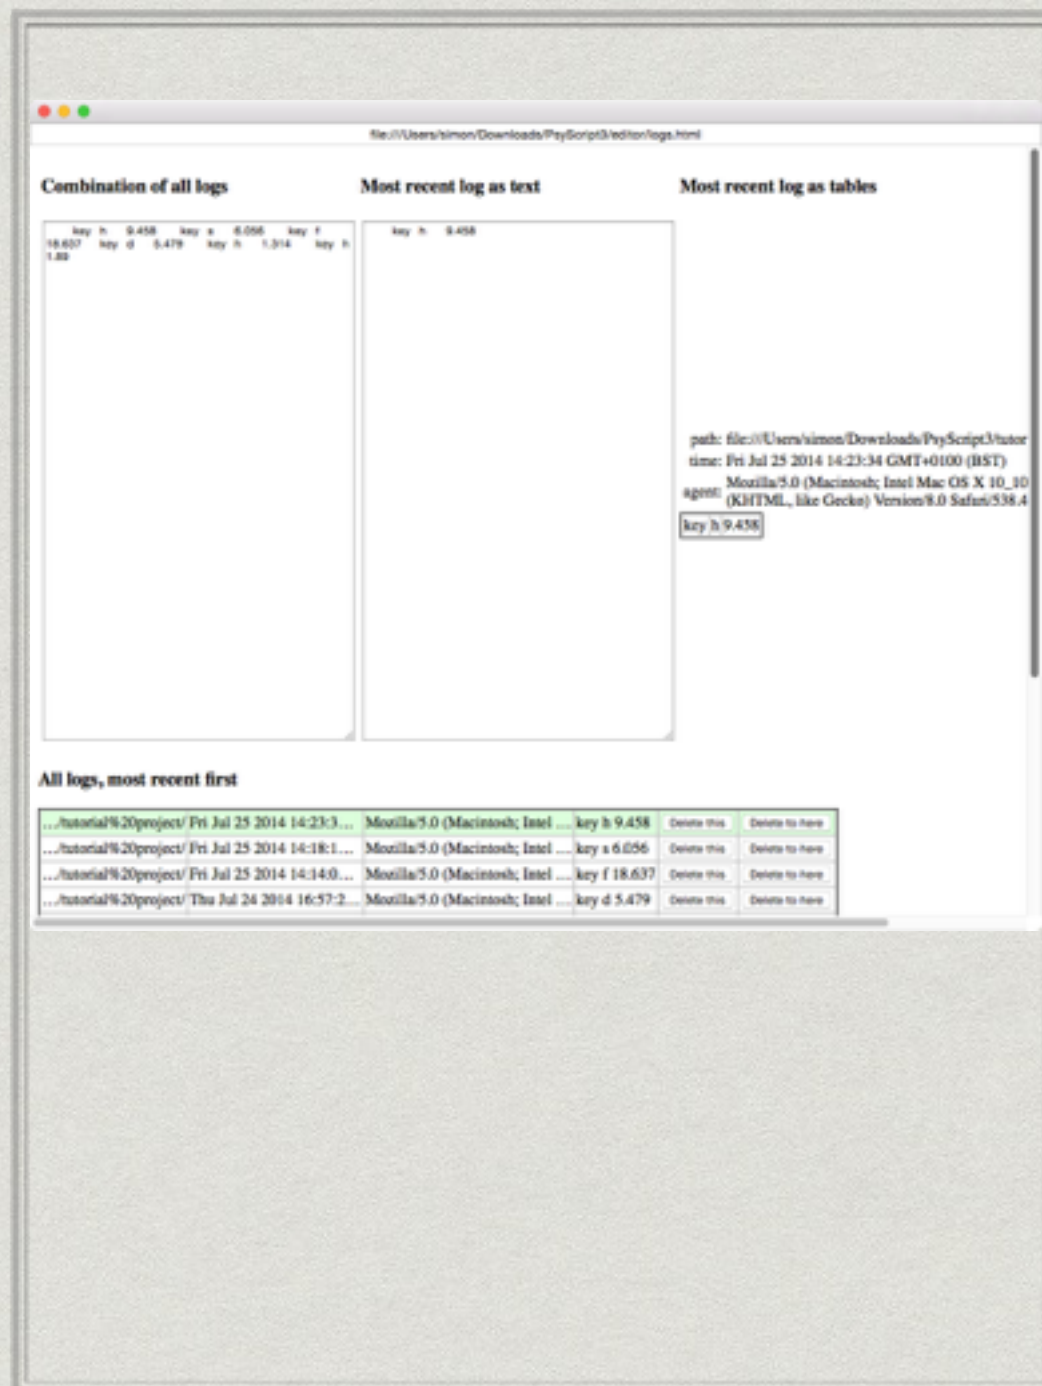 file:///Users/simon/Downloads/PsyScript3/editor/logs.html
Combination of all logs
key h 9.458 key s 6.056 key f
18.637 key d 5.479 key h 1.314 key h
1.89
Most recent log as text
key h 9.458
Most recent log as tables
path: file:///Users/simon/Downloads/PsyScript3/tutor
time: Fri Jul 25 2014 14:23:34 GMT+0100 (BST)
agent: Mozilla/5.0 (Macintosh; Intel Mac OS X 10_10
(KHTML, like Gecko) Version/8.0 Safari/538.4
key h 9.458
All logs, most recent first
.../tutorial%20project/ Fri Jul 25 2014 14:23:3... Mozilla/5.0 (Macintosh; Intel ... key h 9.458 Delete this Delete to here
.../tutorial%20project/ Fri Jul 25 2014 14:18:1... Mozilla/5.0 (Macintosh; Intel ... key s 6.056 Delete this Delete to here
.../tutorial%20project/ Fri Jul 25 2014 14:14:0... Mozilla/5.0 (Macintosh; Intel ... key f 18.637 Delete this Delete to here
.../tutorial%20project/ Thu Jul 24 2014 16:57:2... Mozilla/5.0 (Macintosh; Intel ... key d 5.479 Delete this Delete to here